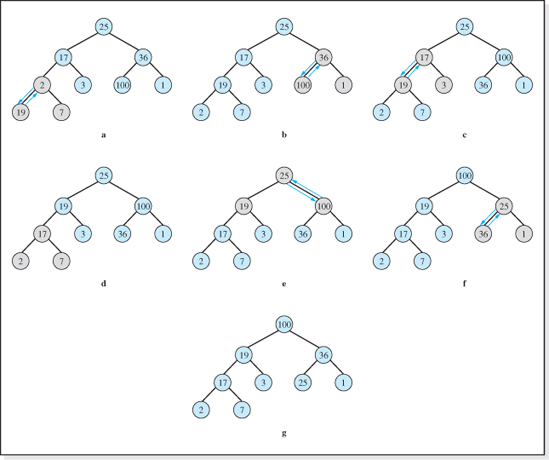 25 25 25
17 36 17 36 17 100
2 3 100 1 19 3 100 1 19 3 36 1
19 7 2 7 2 7
a b c
25 25 100
19 100 19 100 19 25
17 3 36 1 17 3 36 1 17 3 36 1
2 7 2 7 2 7
d e f
100
19 36
17 3 25 1
2 7
g